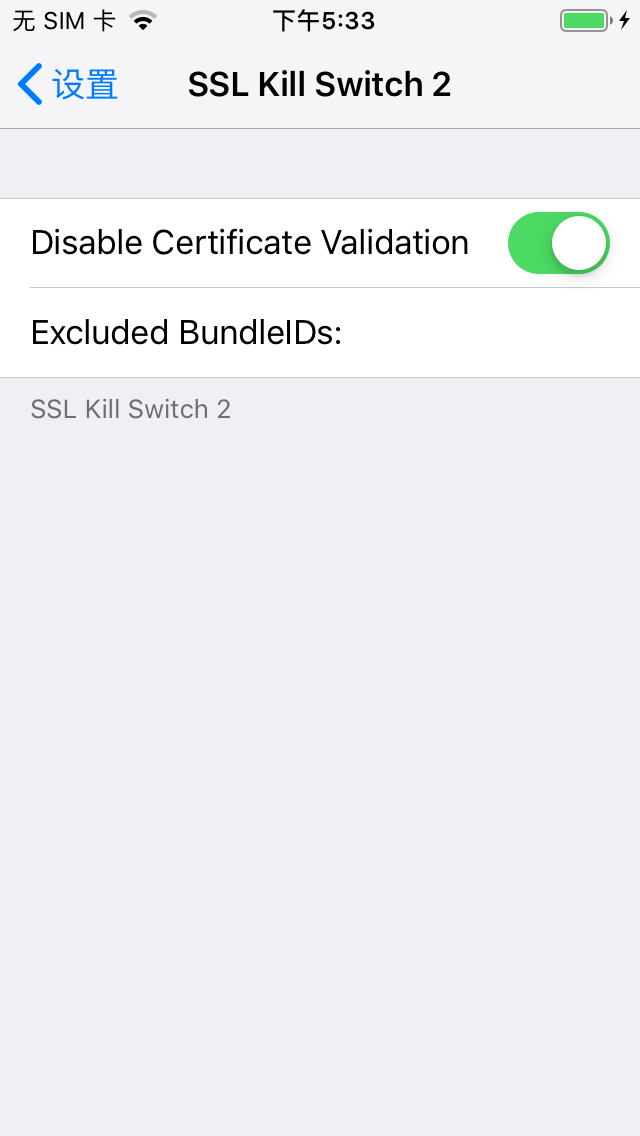 无 SIM 卡 下午5:33
设置 SSL Kill Switch 2
Disable Certificate Validation
Excluded BundleIDs:
SSL Kill Switch 2